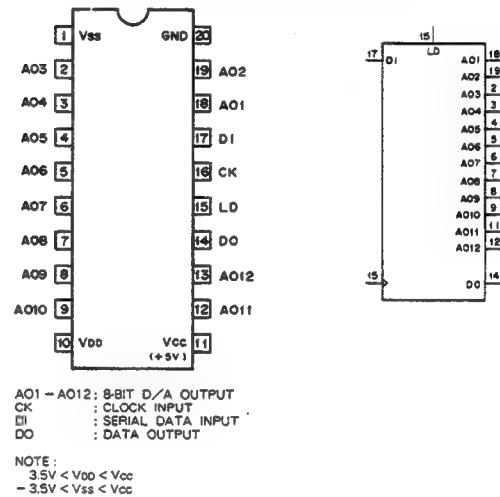 1 Vss GND 20
AO3 2 19 AO2
AO4 3 18 AO1
AO5 4 17 DI
AO6 5 16 CK
AO7 6 15 LD
AO8 7 14 DO
AO9 8 13 AO12
AO10 9 12 AO11
10 VDD Vcc 11
(+5V)
15
LD
17 DI AO1 18
AO2 19
AO3 2
AO4 3
AO5 4
AO6 5
AO7 6
AO8 7
AO9 8
AO10 9
AO11 11
AO12 12
15 DO 14
AO1 - AO12 : 8-BIT D/A OUTPUT
CK : CLOCK INPUT
DI : SERIAL DATA INPUT
DO : DATA OUTPUT
NOTE :
3.5V < VDD < Vcc
- 3.5V < Vss < Vcc